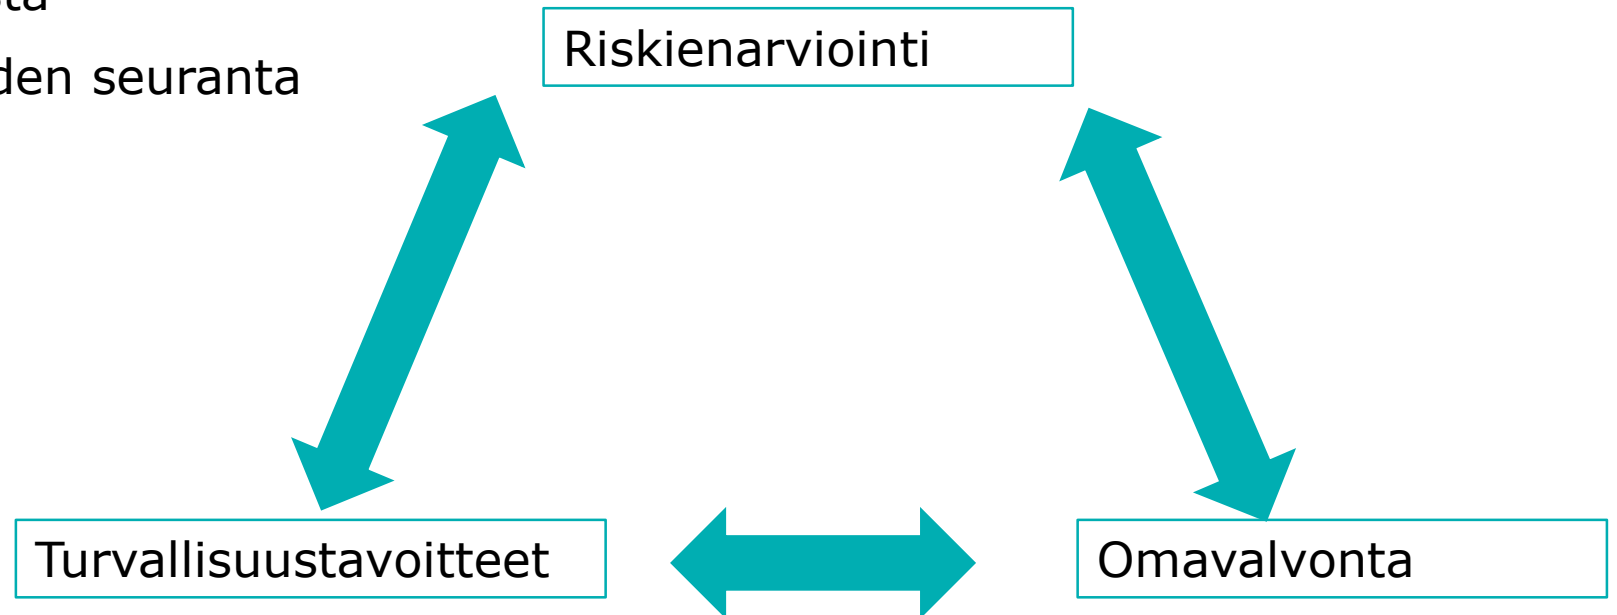 Riskienarviointi
den seuranta
Turvallisuustavoitteet
Omavalvonta